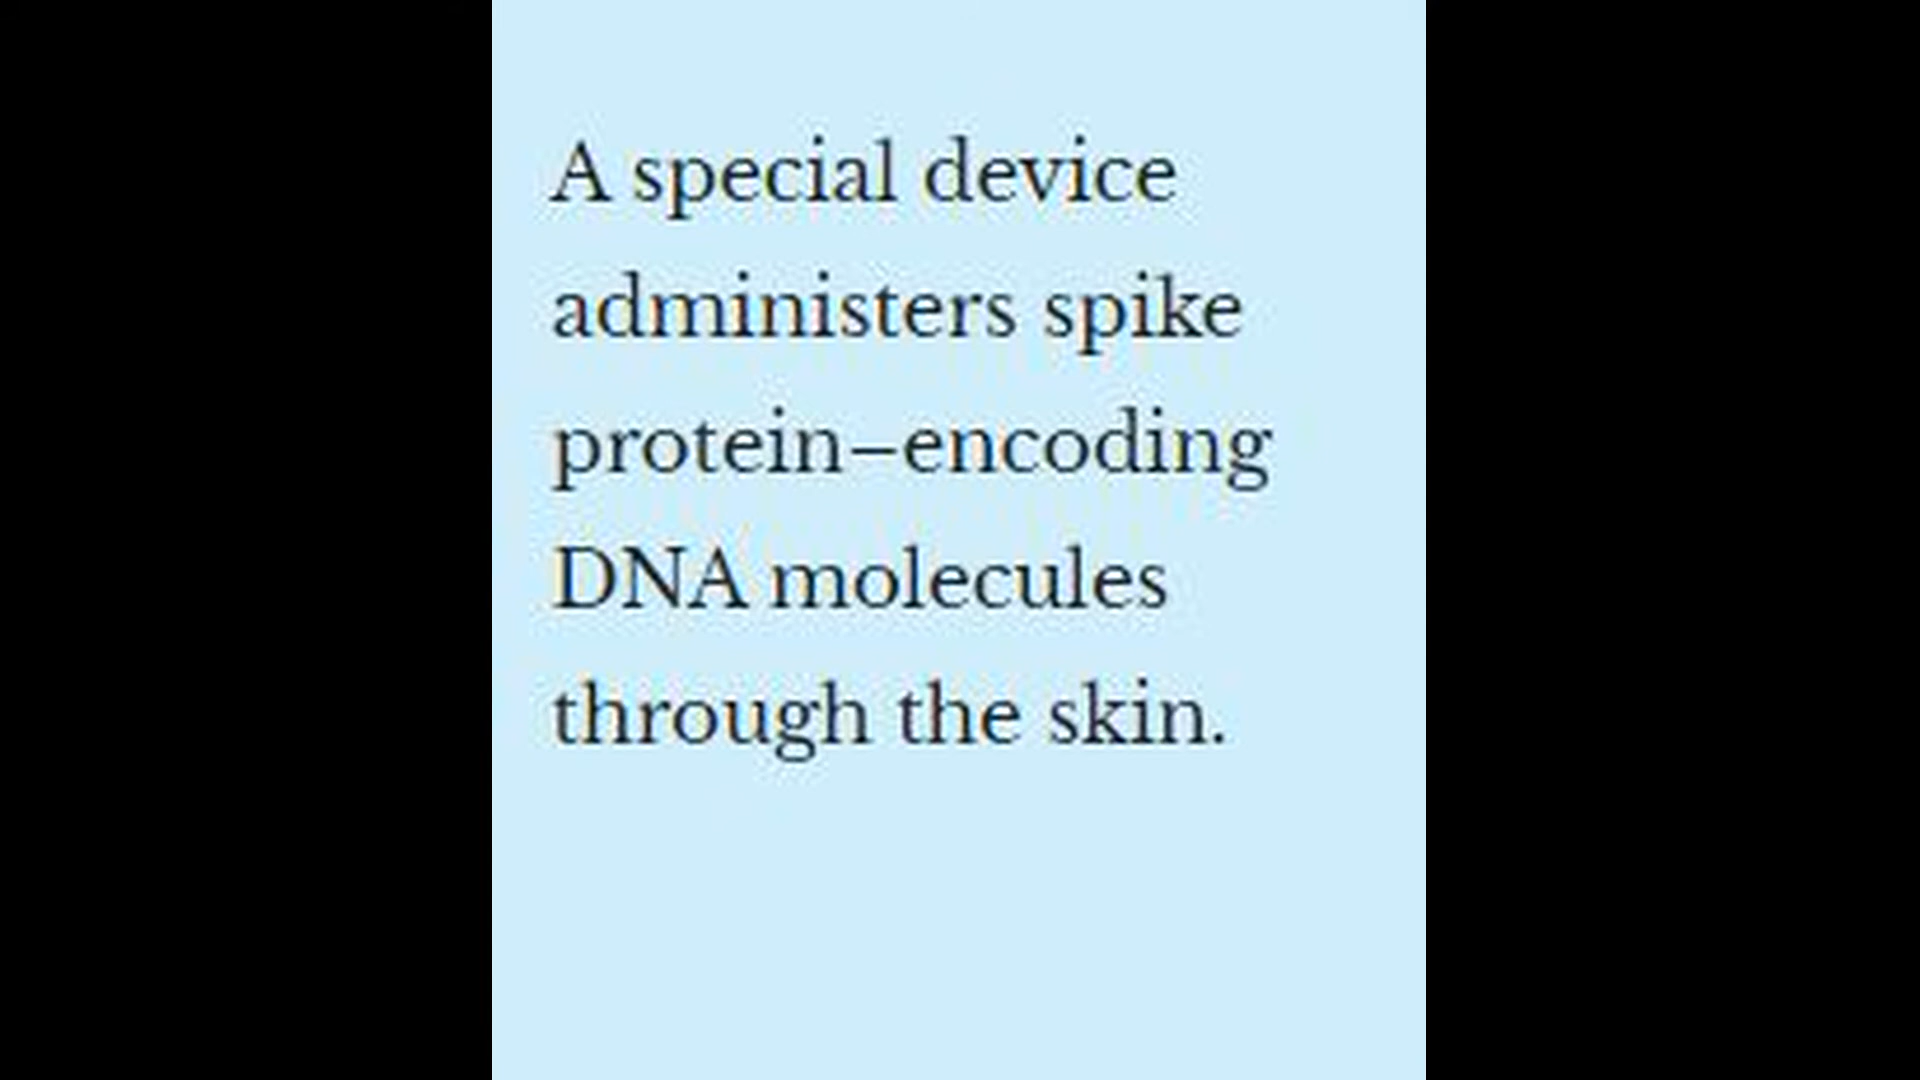 A special device
administers spike
protein–encoding
DNA molecules
through the skin.